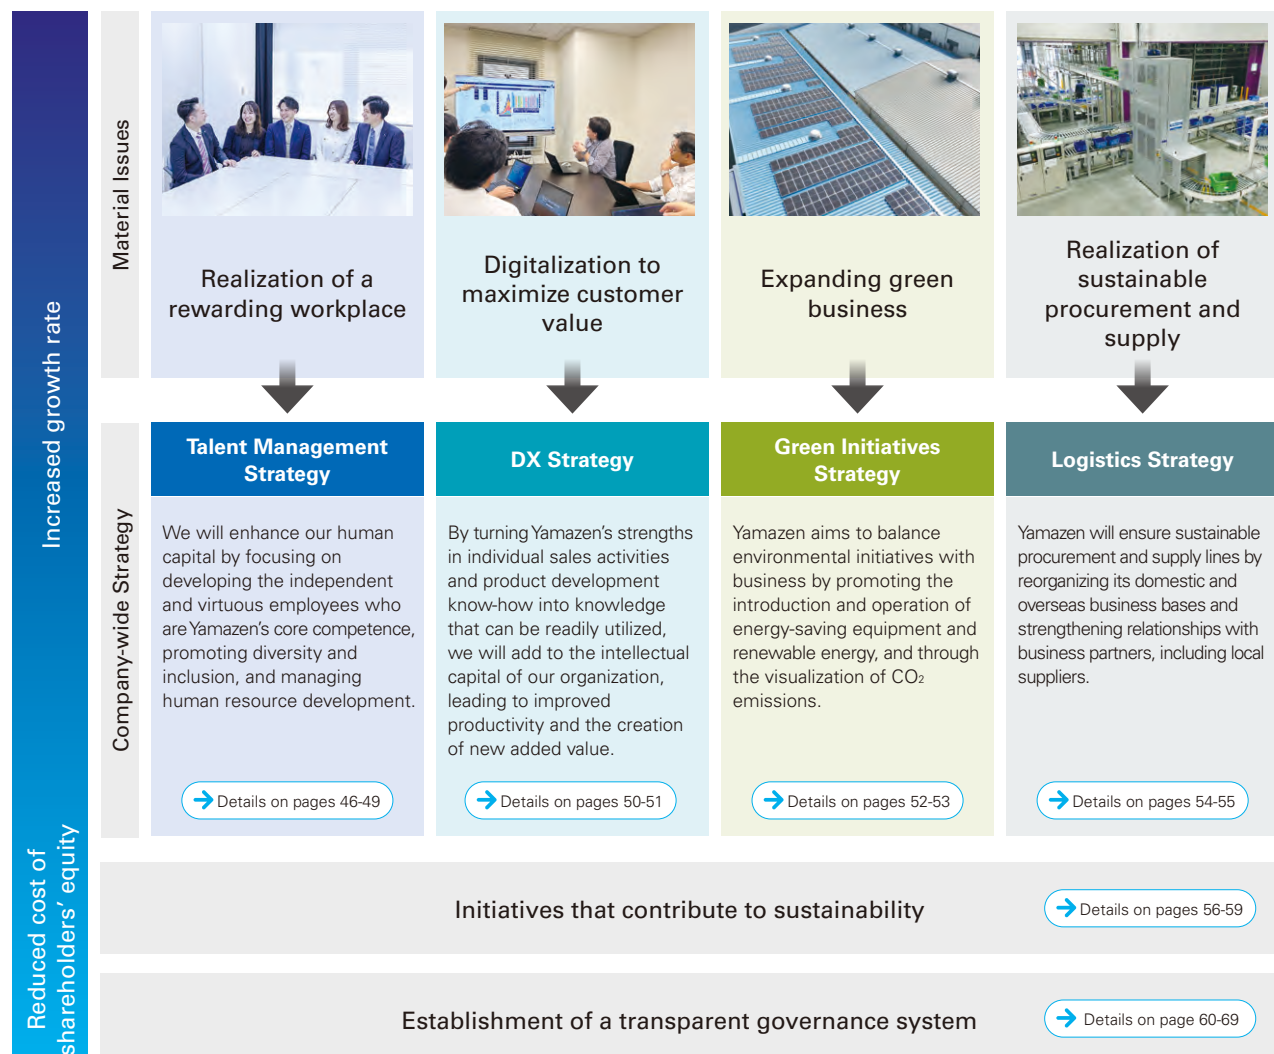 Increased growth rate
Reduced cost of
shareholders’ equity
Material Issues
Realization of a
rewarding workplace
Digitalization to
maximize customer
value
Expanding green
business
Realization of
sustainable
procurement and
supply
Company-wide Strategy
Talent Management
Strategy
We will enhance our human
capital by focusing on
developing the independent
and virtuous employees who
are Yamazen’s core competence,
promoting diversity and
inclusion, and managing
human resource development.
Details on pages 46-49
DX Strategy
By turning Yamazen’s strengths
in individual sales activities
and product development
know-how into knowledge
that can be readily utilized,
we will add to the intellectual
capital of our organization,
leading to improved
productivity and the creation
of new added value.
Details on pages 50-51
Green Initiatives
Strategy
Yamazen aims to balance
environmental initiatives with
business by promoting the
introduction and operation of
energy-saving equipment and
renewable energy, and through
the visualization of CO₂
emissions.
Details on pages 52-53
Logistics Strategy
Yamazen will ensure sustainable
procurement and supply lines by
reorganizing its domestic and
overseas business bases and
strengthening relationships with
business partners, including local
suppliers.
Details on pages 54-55
Initiatives that contribute to sustainability
Details on pages 56-59
Establishment of a transparent governance system
Details on page 60-69